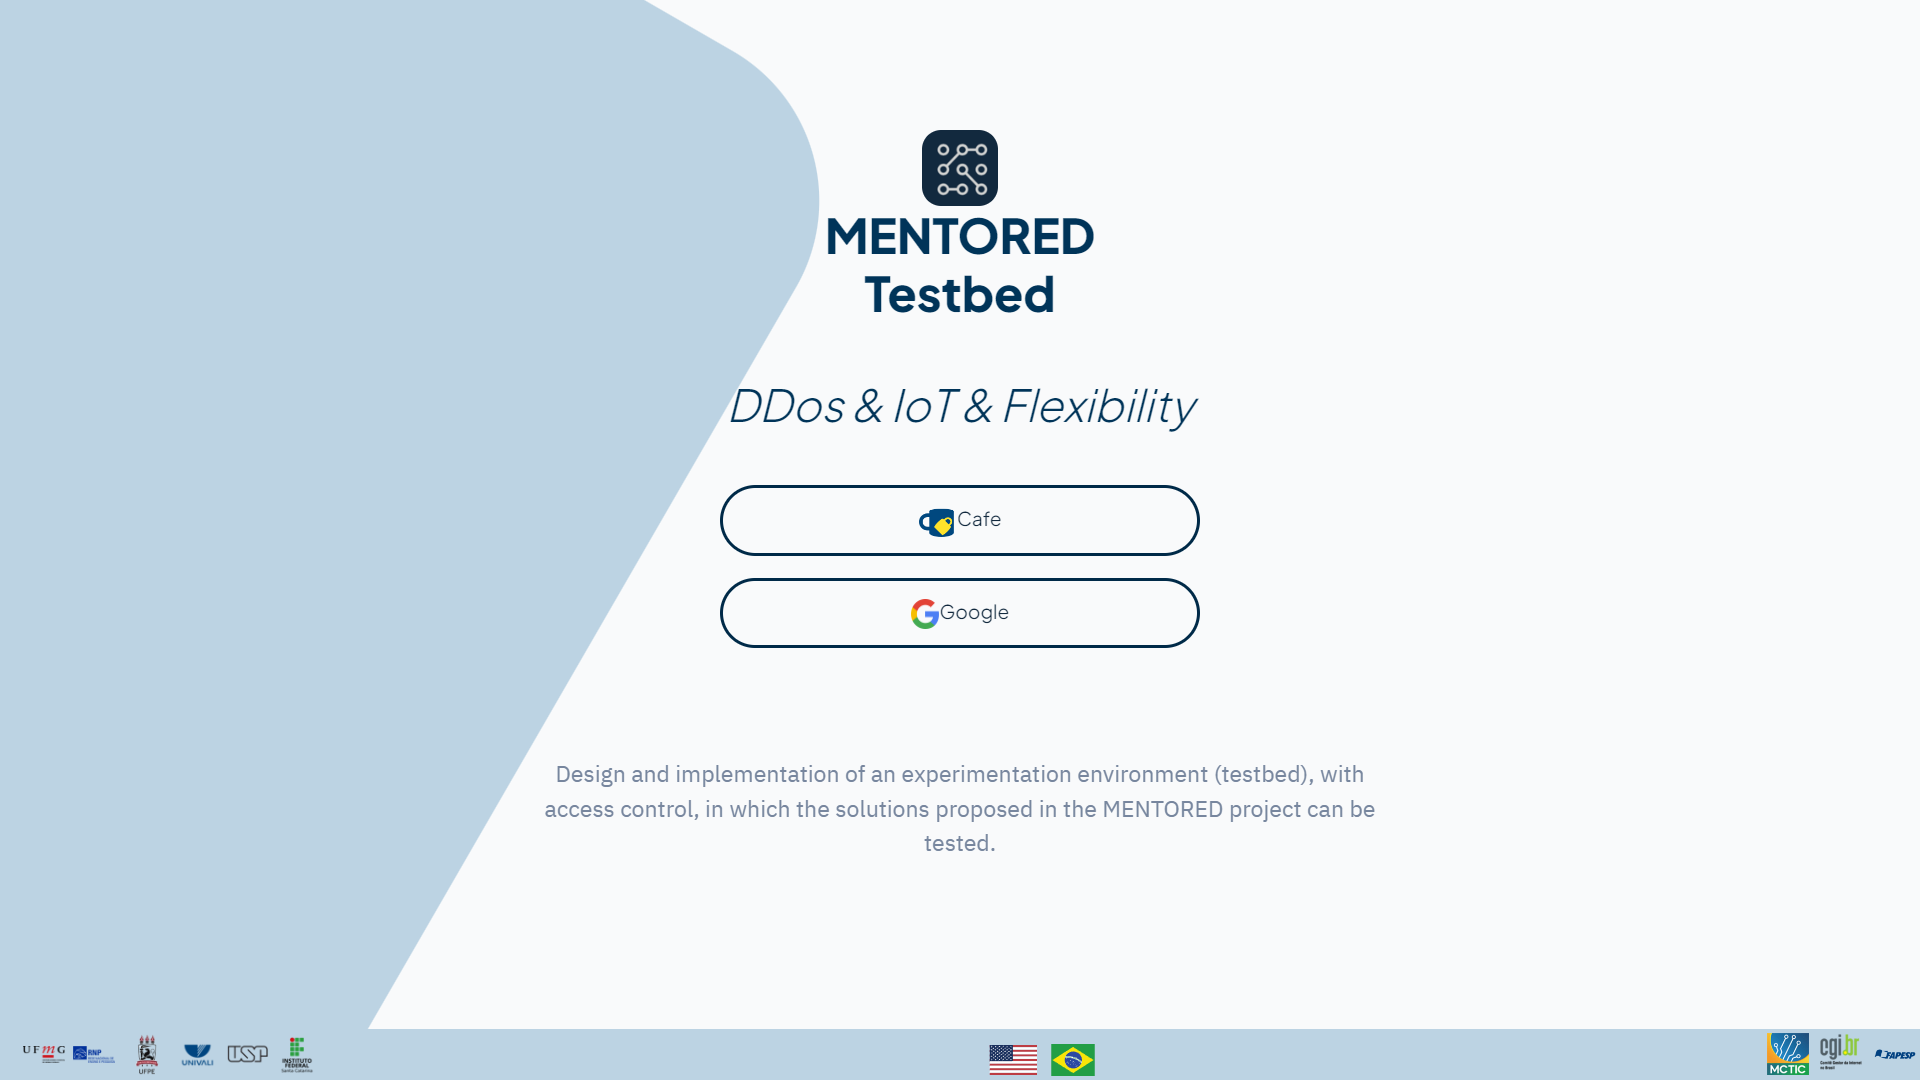 MENTORED
Testbed
DDos & IoT & Flexibility
Cafe
Google
Design and implementation of an experimentation environment (testbed), with
access control, in which the solutions proposed in the MENTORED project can be
tested.
UFmG
RNP
UFPE
UNIVALI
USP
INSTITUTO
FEDERAL
Santa Catarina
MCTIC
cgi.br
FAPESP